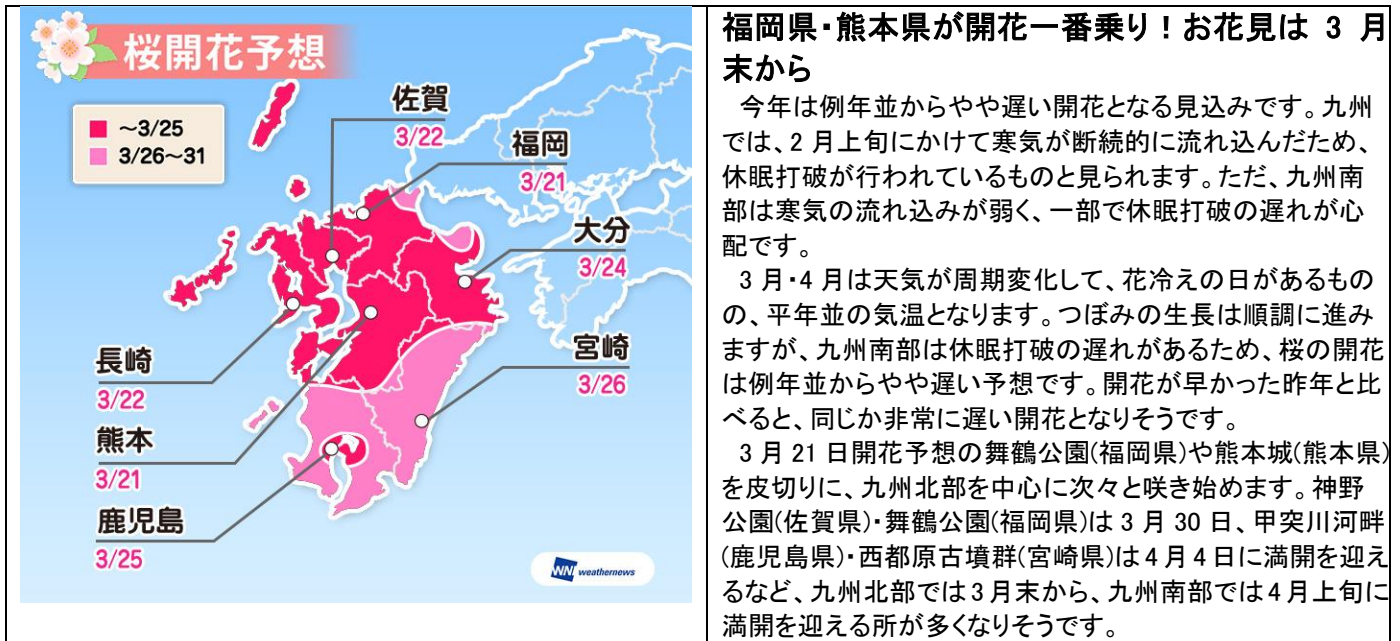 桜開花予想
~3/25
3/26~31
佐賀
3/22
福岡
3/21
大分
3/24
宮崎
3/26
長崎
3/22
熊本
3/21
鹿児島
3/25
WNI weathernews
福岡県・熊本県が開花一番乗り！お花見は 3 月
末から
今年は例年並からやや遅い開花となる見込みです。九州
では、2 月上旬にかけて寒気が断続的に流れ込んだため、
休眠打破が行われているものと見られます。ただ、九州南
部は寒気の流れ込みが弱く、一部で休眠打破の遅れが心
配です。
3 月・4 月は天気が周期変化して、花冷えの日があるもの
の、平年並の気温となります。つぼみの生長は順調に進み
ますが、九州南部は休眠打破の遅れがあるため、桜の開花
は例年並からやや遅い予想です。開花が早かった昨年と比
べると、同じか非常に遅い開花となりそうです。
3 月 21 日開花予想の舞鶴公園(福岡県)や熊本城(熊本県)
を皮切りに、九州北部を中心に次々と咲き始めます。神野
公園(佐賀県)・舞鶴公園(福岡県)は 3 月 30 日、甲突川河畔
(鹿児島県)・西都原古墳群(宮崎県)は 4 月 4 日に満開を迎え
るなど、九州北部では 3 月末から、九州南部では 4 月上旬に
満開を迎える所が多くなりそうです。